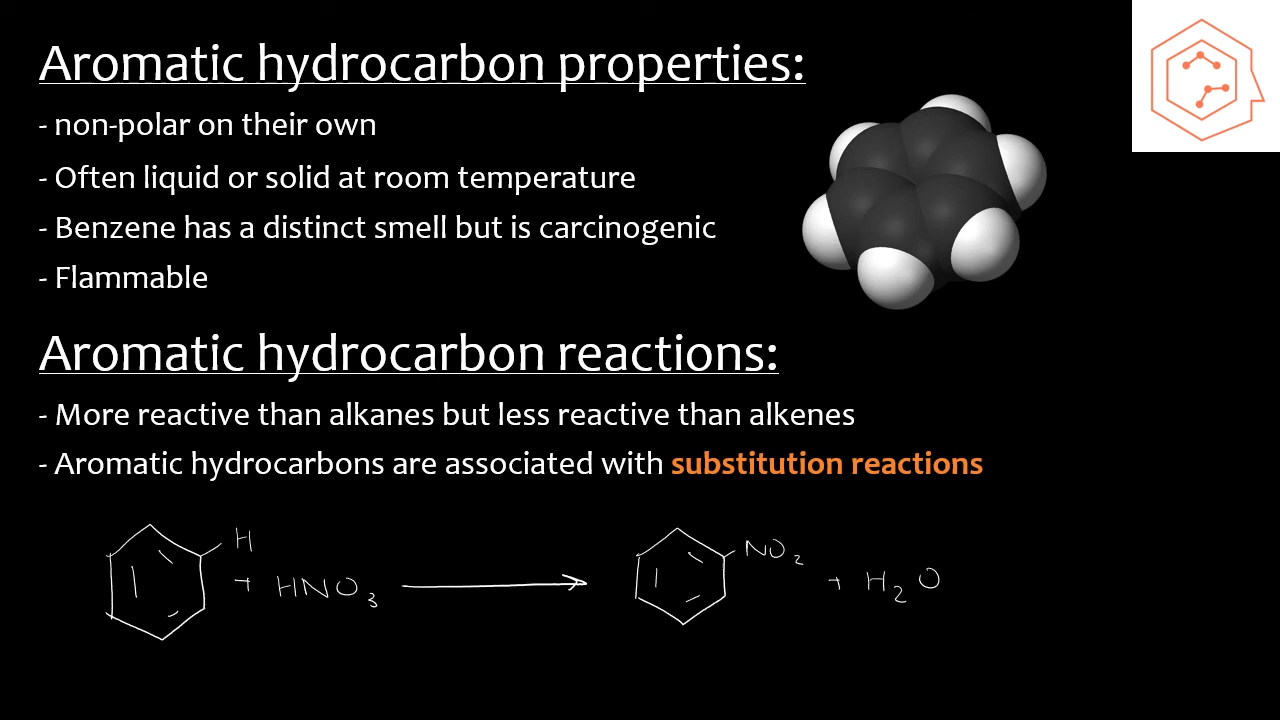 Aromatic hydrocarbon properties:
- non-polar on their own
- Often liquid or solid at room temperature
- Benzene has a distinct smell but is carcinogenic
- Flammable
Aromatic hydrocarbon reactions:
- More reactive than alkanes but less reactive than alkenes
- Aromatic hydrocarbons are associated with substitution reactions
H + HNO₃ → NO₂ + H₂O